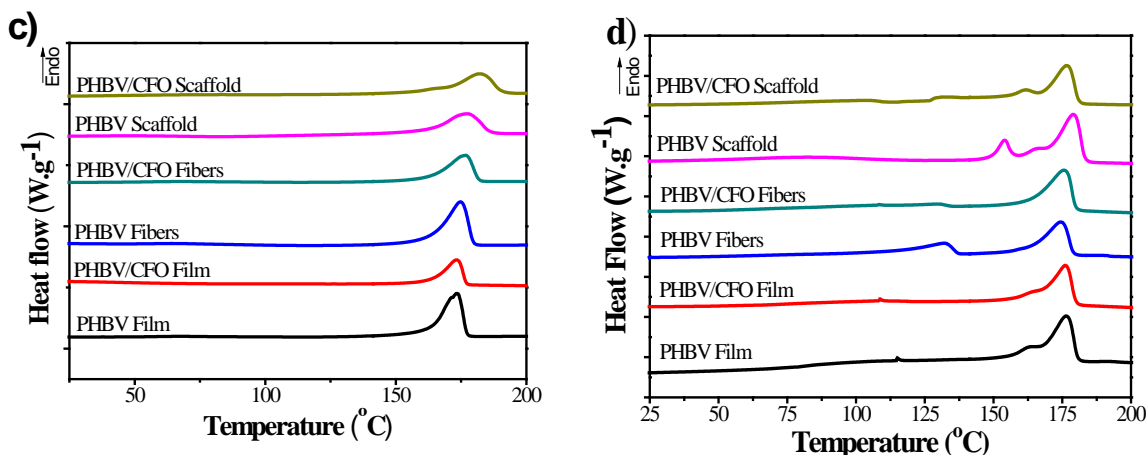 c)
Endo
PHBV/CFO Scaffold
PHBV Scaffold
PHBV/CFO Fibers
PHBV Fibers
PHBV/CFO Film
PHBV Film
Heat flow (W.g-1)
50 100 150 200
Temperature (°C)
d)
Endo
PHBV/CFO Scaffold
PHBV Scaffold
PHBV/CFO Fibers
PHBV Fibers
PHBV/CFO Film
PHBV Film
Heat Flow (W.g-1)
25 50 75 100 125 150 175 200
Temperature (°C)